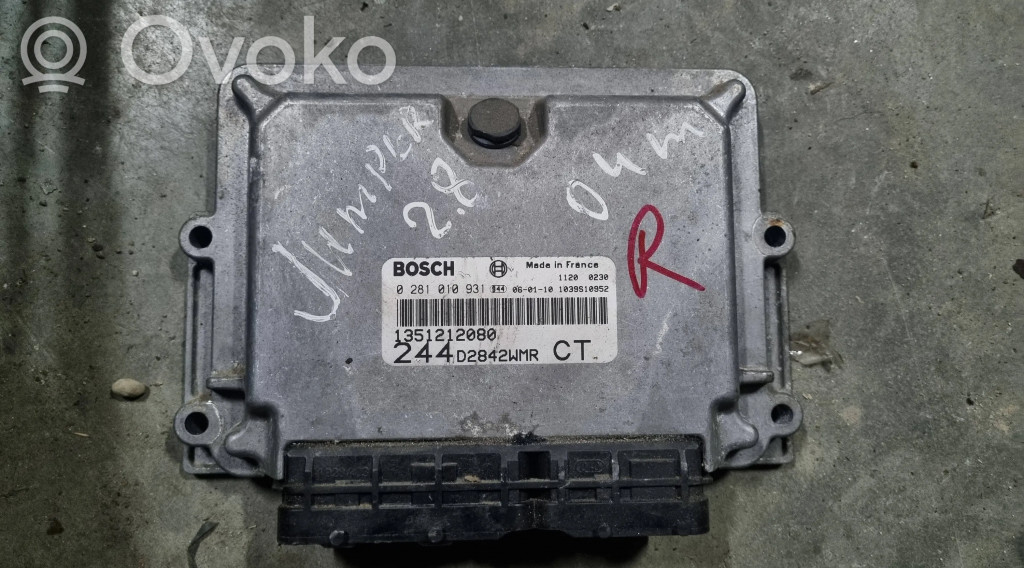 Ovoko
JUMPER
2.8
04m
R
BOSCH Made in France
1120 0230
0 281 010 931 S44 06-01-10 1039S10952
1351212080
244 D2842WMR CT